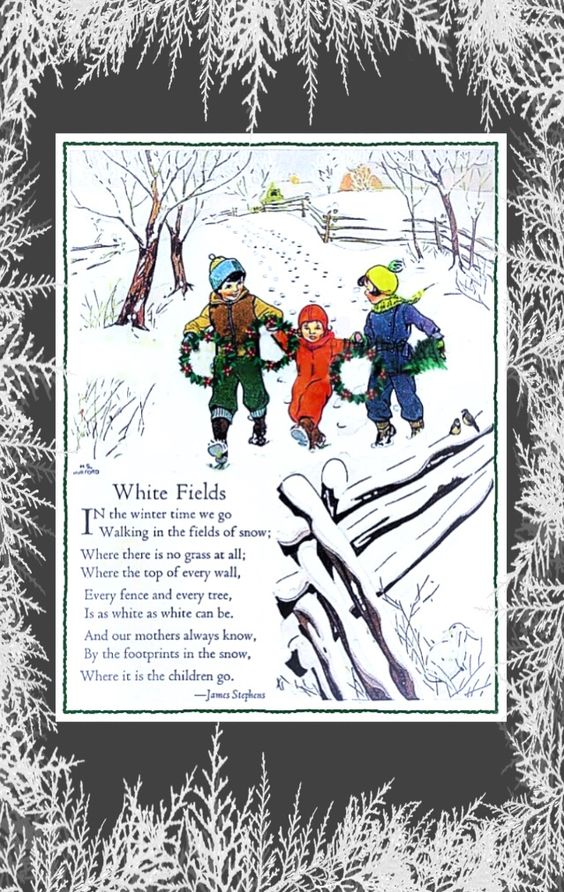 White Fields
IN the winter time we go
Walking in the fields of snow;
Where there is no grass at all;
Where the top of every wall,
Every fence and every tree,
Is as white as white can be.
And our mothers always know,
By the footprints in the snow,
Where it is the children go.
—James Stephens